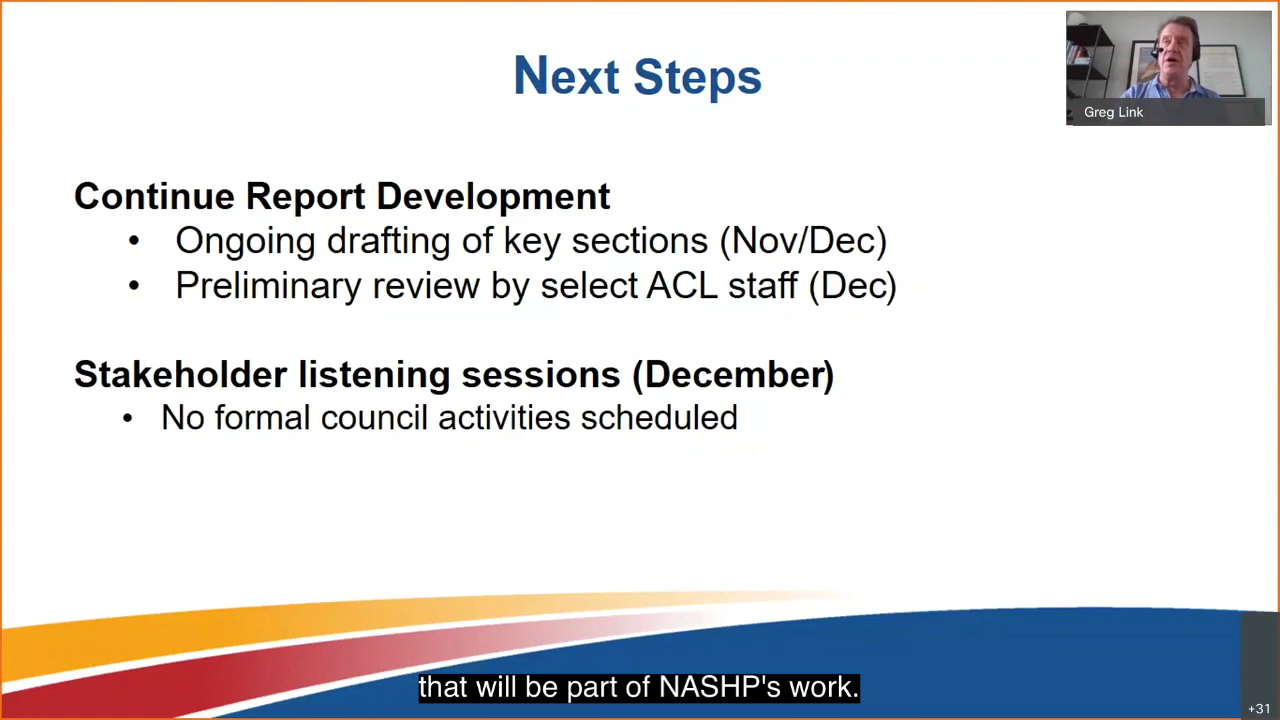 Next Steps
Greg Link
Continue Report Development
• Ongoing drafting of key sections (Nov/Dec)
• Preliminary review by select ACL staff (Dec)
Stakeholder listening sessions (December)
• No formal council activities scheduled
that will be part of NASHP's work.
+31